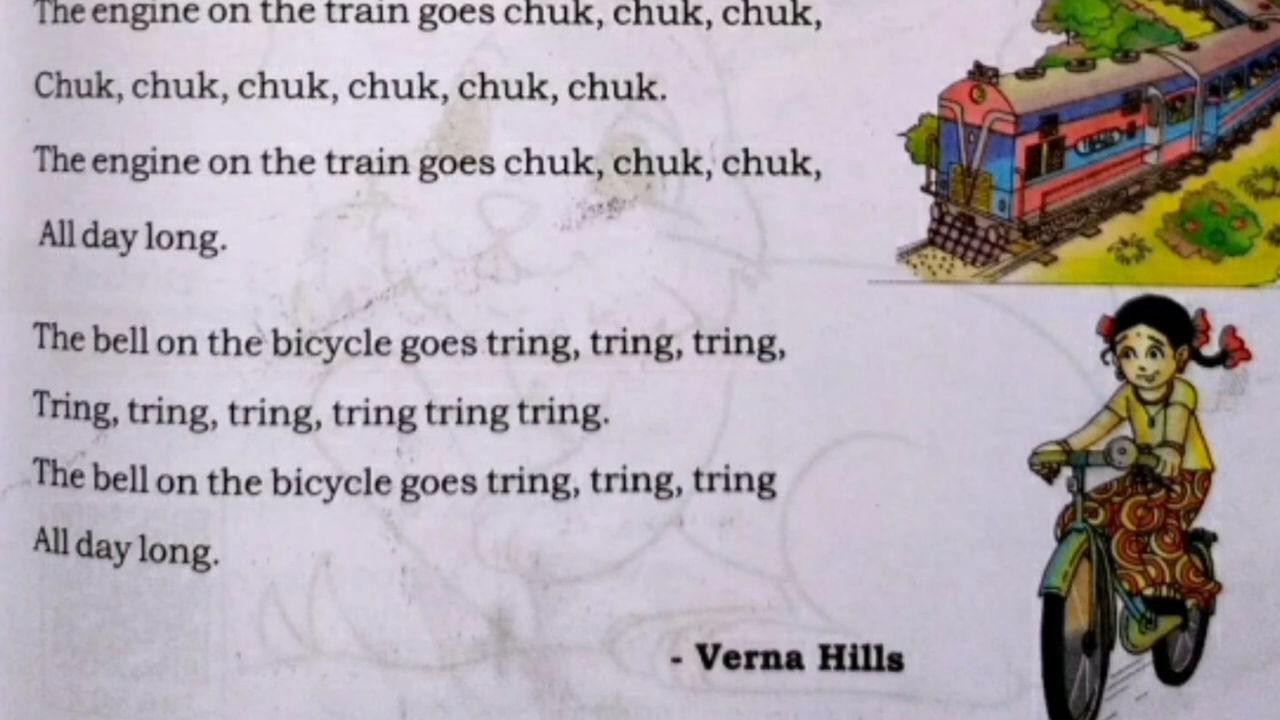 The engine on the train goes chuk, chuk, chuk,
Chuk, chuk, chuk, chuk, chuk, chuk.
The engine on the train goes chuk, chuk, chuk,
All day long.
The bell on the bicycle goes tring, tring, tring,
Tring, tring, tring, tring tring tring.
The bell on the bicycle goes tring, tring, tring
All day long.
- Verna Hills